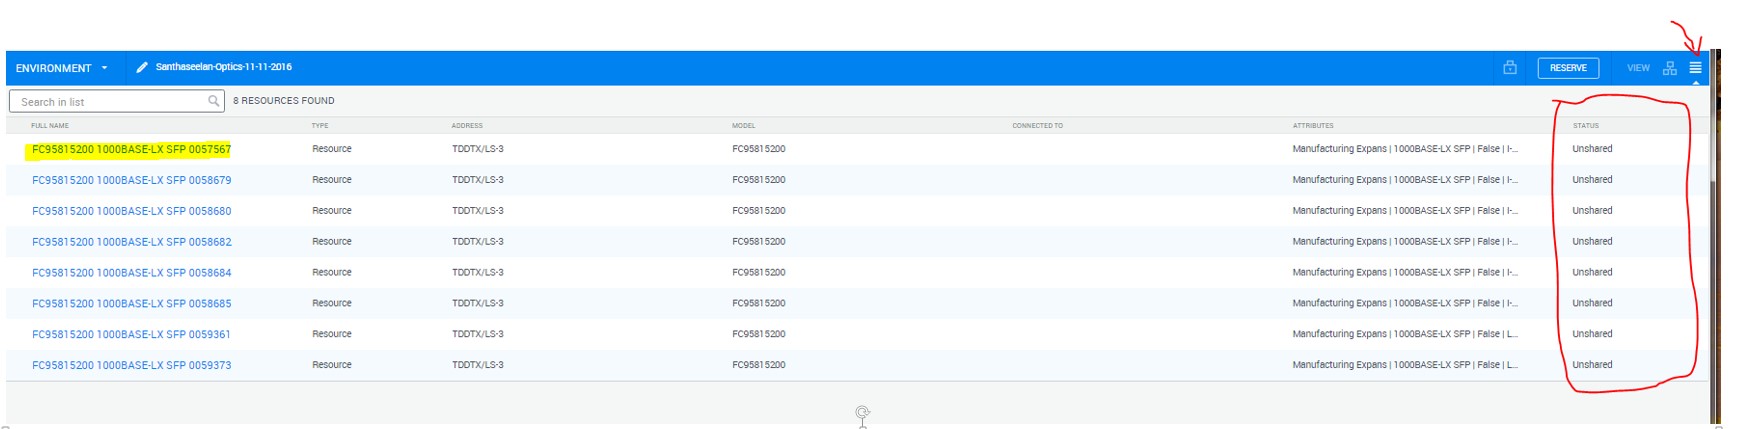 ENVIRONMENT Santhaseelan-Optics-11-11-2016 RESERVE VIEW
Search in list 8 RESOURCES FOUND
FULL NAME TYPE ADDRESS MODEL CONNECTED TO ATTRIBUTES STATUS
FC95815200 1000BASE-LX SFP 0057567 Resource TDDTX/LS-3 FC95815200 Manufacturing Expans | 1000BASE-LX SFP | False | I-... Unshared
FC95815200 1000BASE-LX SFP 0058679 Resource TDDTX/LS-3 FC95815200 Manufacturing Expans | 1000BASE-LX SFP | False | I-... Unshared
FC95815200 1000BASE-LX SFP 0058680 Resource TDDTX/LS-3 FC95815200 Manufacturing Expans | 1000BASE-LX SFP | False | I-... Unshared
FC95815200 1000BASE-LX SFP 0058682 Resource TDDTX/LS-3 FC95815200 Manufacturing Expans | 1000BASE-LX SFP | False | I-... Unshared
FC95815200 1000BASE-LX SFP 0058684 Resource TDDTX/LS-3 FC95815200 Manufacturing Expans | 1000BASE-LX SFP | False | I-... Unshared
FC95815200 1000BASE-LX SFP 0058685 Resource TDDTX/LS-3 FC95815200 Manufacturing Expans | 1000BASE-LX SFP | False | I-... Unshared
FC95815200 1000BASE-LX SFP 0059361 Resource TDDTX/LS-3 FC95815200 Manufacturing Expans | 1000BASE-LX SFP | False | L... Unshared
FC95815200 1000BASE-LX SFP 0059373 Resource TDDTX/LS-3 FC95815200 Manufacturing Expans | 1000BASE-LX SFP | False | L... Unshared